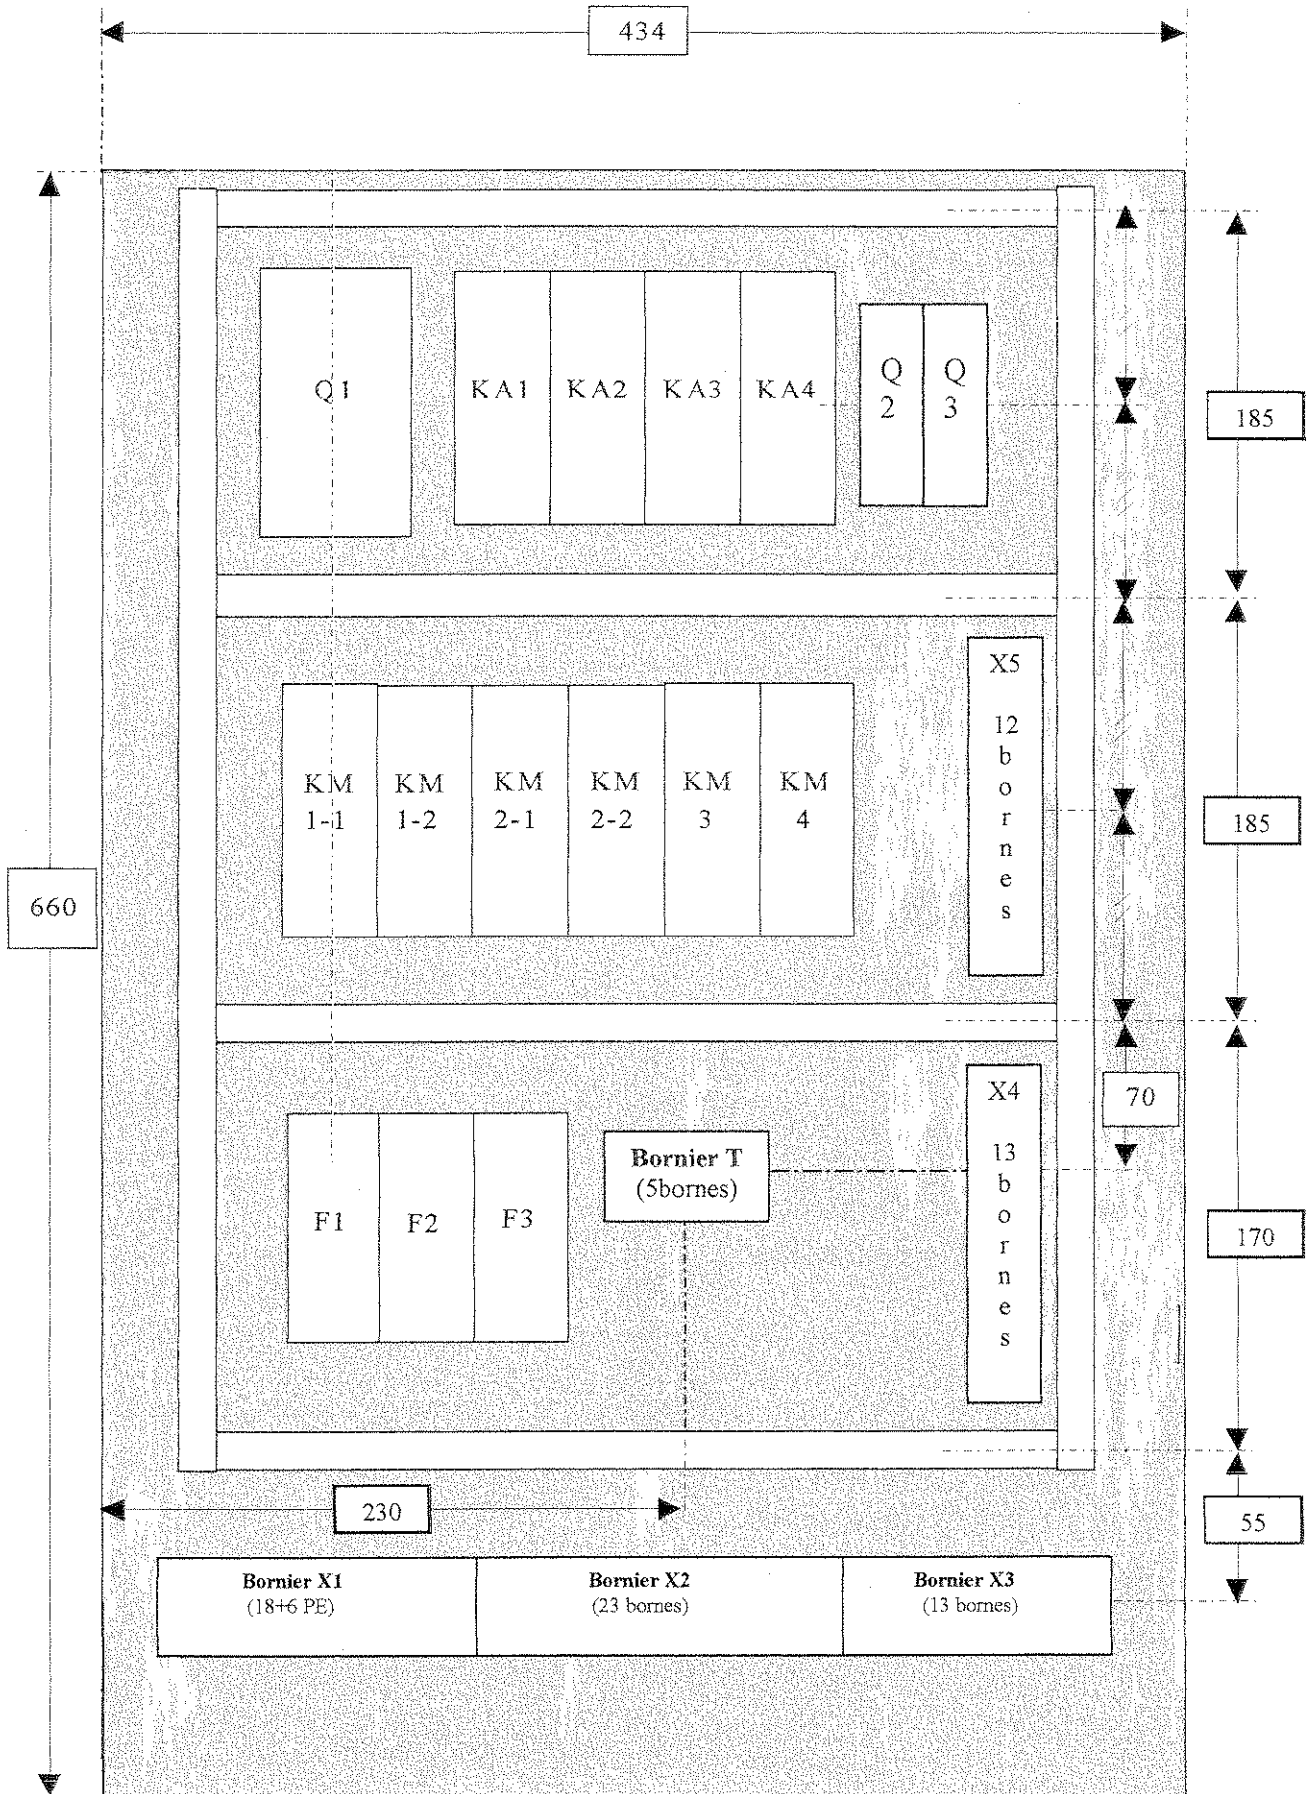 434
Q1
KA1
KA2
KA3
KA4
Q
2
Q
3
185
X5
12
b
o
r
n
e
s
KM
1-1
KM
1-2
KM
2-1
KM
2-2
KM
3
KM
4
185
660
70
X4
13
b
o
r
n
e
s
Bornier T
(5bornes)
F1
F2
F3
170
230
55
Bornier X1
(18+6 PE)
Bornier X2
(23 bornes)
Bornier X3
(13 bornes)